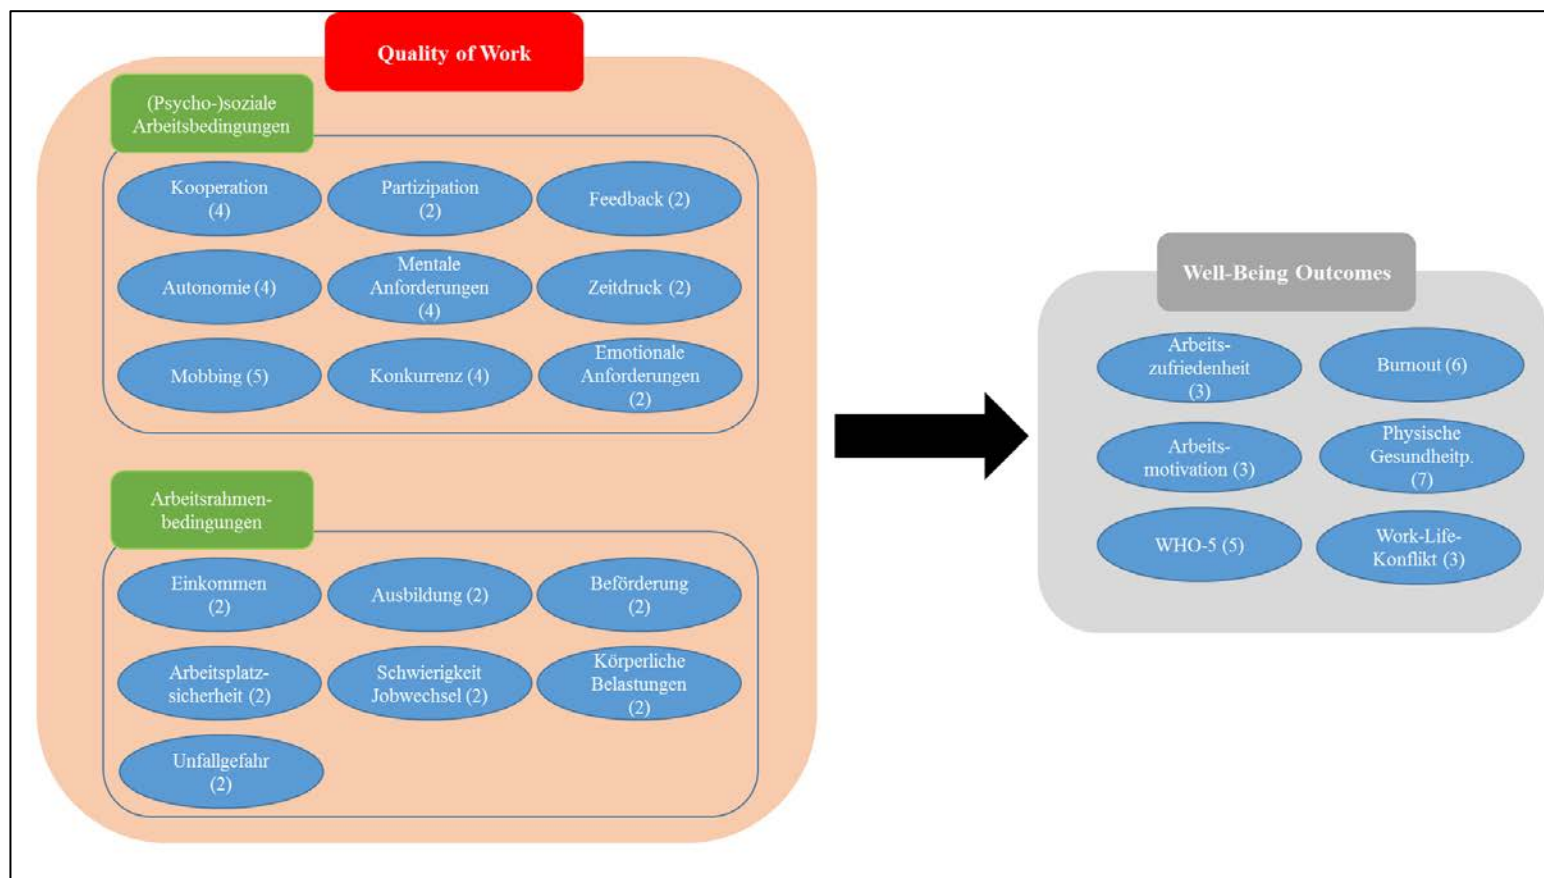 Quality of Work
(Psycho-)soziale
Arbeitsbedingungen
Kooperation
(4)
Partizipation
(2)
Feedback (2)
Autonomie (4)
Mentale
Anforderungen
(4)
Zeitdruck (2)
Mobbing (5)
Konkurrenz (4)
Emotionale
Anforderungen
(2)
Arbeitsrahmen-
bedingungen
Einkommen
(2)
Ausbildung (2)
Beförderung
(2)
Arbeitsplatz-
sicherheit (2)
Schwierigkeit
Jobwechsel (2)
Körperliche
Belastungen
(2)
Unfallgefahr
(2)
Well-Being Outcomes
Arbeits-
zufriedenheit
(3)
Burnout (6)
Arbeits-
motivation (3)
Physische
Gesundheitp.
(7)
WHO-5 (5)
Work-Life-
Konflikt (3)